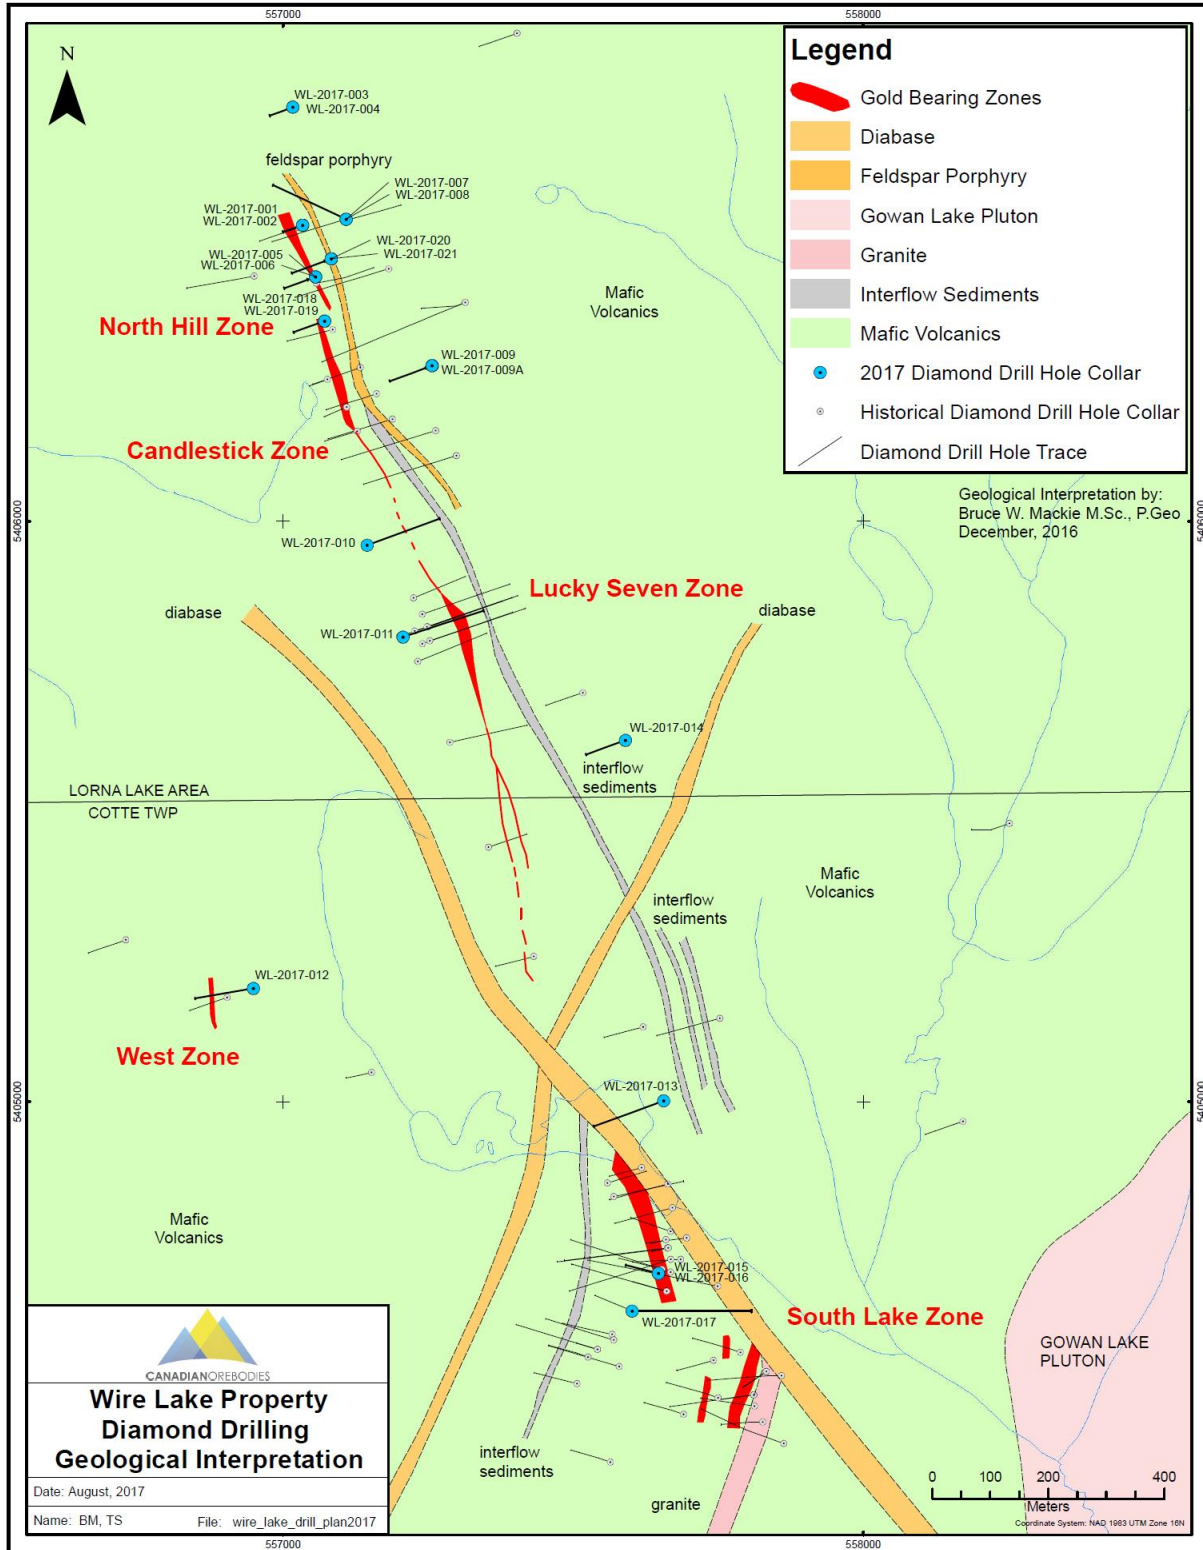 557000
558000
N
Legend
Gold Bearing Zones
Diabase
Feldspar Porphyry
Gowan Lake Pluton
Granite
Interflow Sediments
Mafic Volcanics
2017 Diamond Drill Hole Collar
Historical Diamond Drill Hole Collar
Diamond Drill Hole Trace
Geological Interpretation by:
Bruce W. Mackie M.Sc., P.Geo
December, 2016
WL-2017-003
WL-2017-004
feldspar porphyry
WL-2017-007
WL-2017-008
WL-2017-001
WL-2017-002
WL-2017-020
WL-2017-021
WL-2017-005
WL-2017-006
WL-2017-018
WL-2017-019
Mafic
Volcanics
North Hill Zone
WL-2017-009
WL-2017-009A
Candlestick Zone
5406000
5406000
WL-2017-010
Lucky Seven Zone
diabase
diabase
WL-2017-011
WL-2017-014
interflow
sediments
LORNA LAKE AREA
COTTE TWP
Mafic
Volcanics
interflow
sediments
WL-2017-012
West Zone
WL-2017-013
5405000
5405000
Mafic
Volcanics
WL-2017-015
WL-2017-016
WL-2017-017
South Lake Zone
GOWAN LAKE
PLUTON
CANADIANOREBODIES
Wire Lake Property
Diamond Drilling
Geological Interpretation
Date: August, 2017
Name: BM, TS
File: wire_lake_drill_plan2017
interflow
sediments
granite
0 100 200 400
Meters
Coordinate System: NAD 1983 UTM Zone 16N
557000
558000